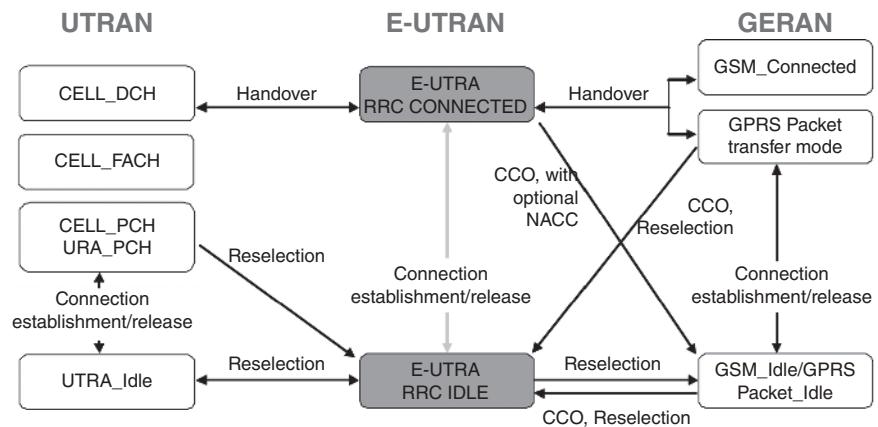 UTRAN
E-UTRAN
GERAN
CELL_DCH
Handover
E-UTRA
RRC CONNECTED
Handover
GSM_Connected
GPRS Packet
transfer mode
CELL_FACH
CCO, with
optional
NACC
CCO,
Reselection
CELL_PCH
URA_PCH
Reselection
Connection
establishment/release
Connection
establishment/release
Connection
establishment/release
UTRA_Idle
Reselection
E-UTRA
RRC IDLE
Reselection
CCO, Reselection
GSM_Idle/GPRS
Packet_Idle